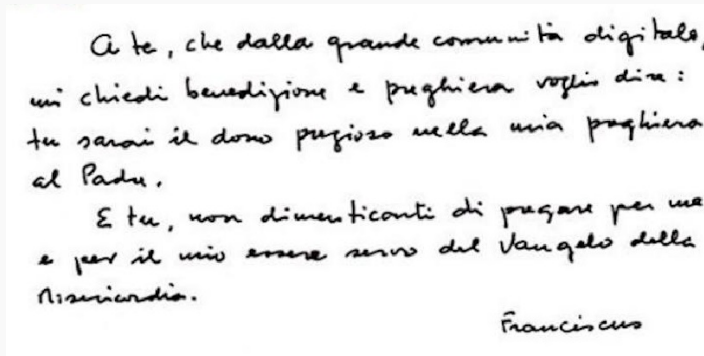 A te, che dalla grande comunità digitale,
mi chiedi benedizione e preghiera voglio dire:
tu sarai il dono prezioso nella mia preghiera
al Padre.
E tu, non dimenticarti di pregare per me
e per il mio essere servo del Vangelo della
Misericordia.
Franciscus